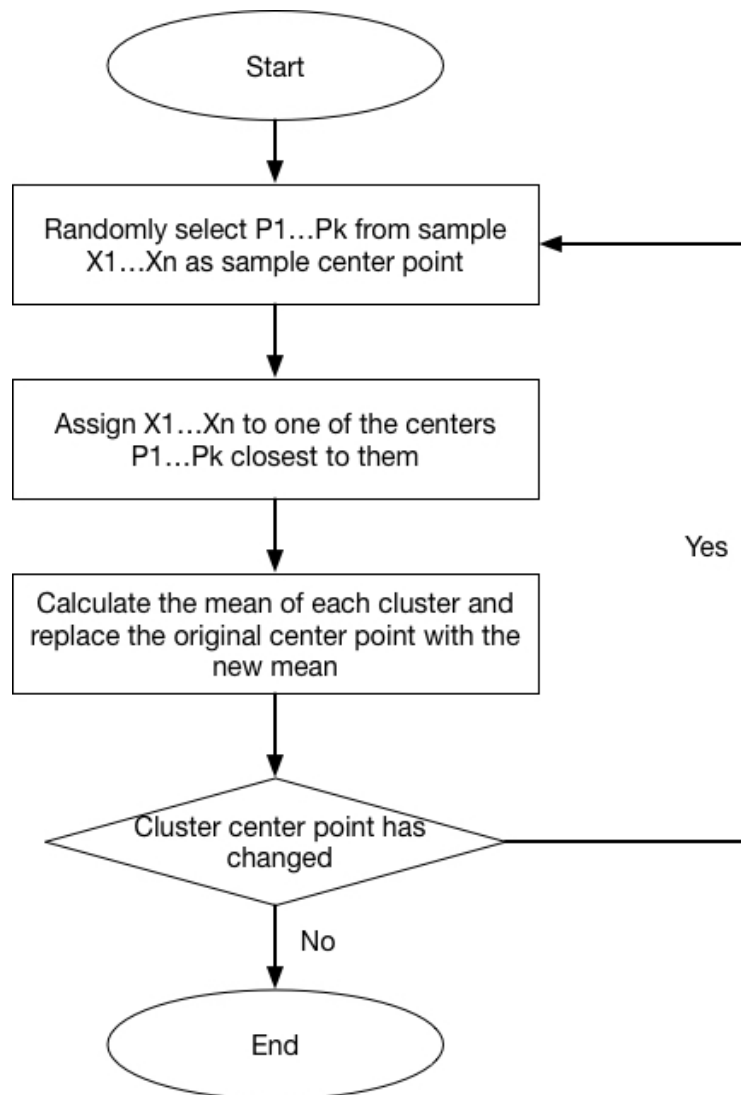 Start
Randomly select P1...Pk from sample
X1...Xn as sample center point
Assign X1...Xn to one of the centers
P1...Pk closest to them
Yes
Calculate the mean of each cluster and
replace the original center point with the
new mean
Cluster center point has
changed
No
End